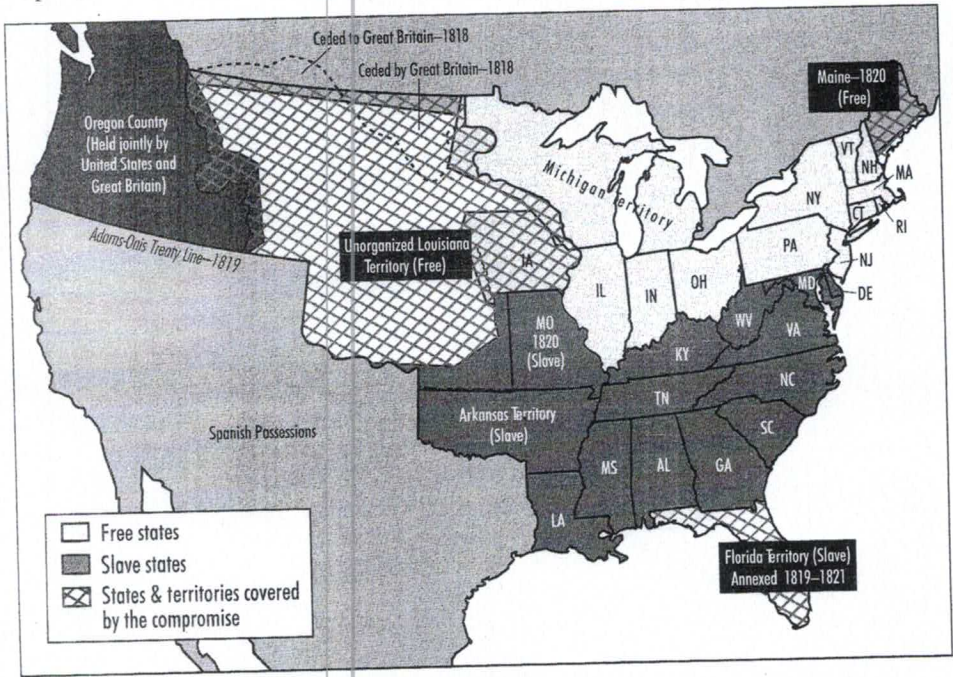 Ceded to Great Britain–1818
Ceded by Great Britain–1818
Maine–1820
(Free)
Oregon Country
(Held jointly by
United States and
Great Britain)
VT
NH
MA
Michigan Territory
NY
CT
RI
Adams-Onis Treaty Line–1819
Unorganized Louisiana
Territory (Free)
IA
PA
NJ
IL
IN
OH
MD
DE
MO
1820
(Slave)
WV
VA
KY
NC
TN
Arkansas Territory
(Slave)
Spanish Possessions
SC
MS
AL
GA
LA
Free states
Slave states
States & territories covered
by the compromise
Florida Territory (Slave)
Annexed 1819–1821